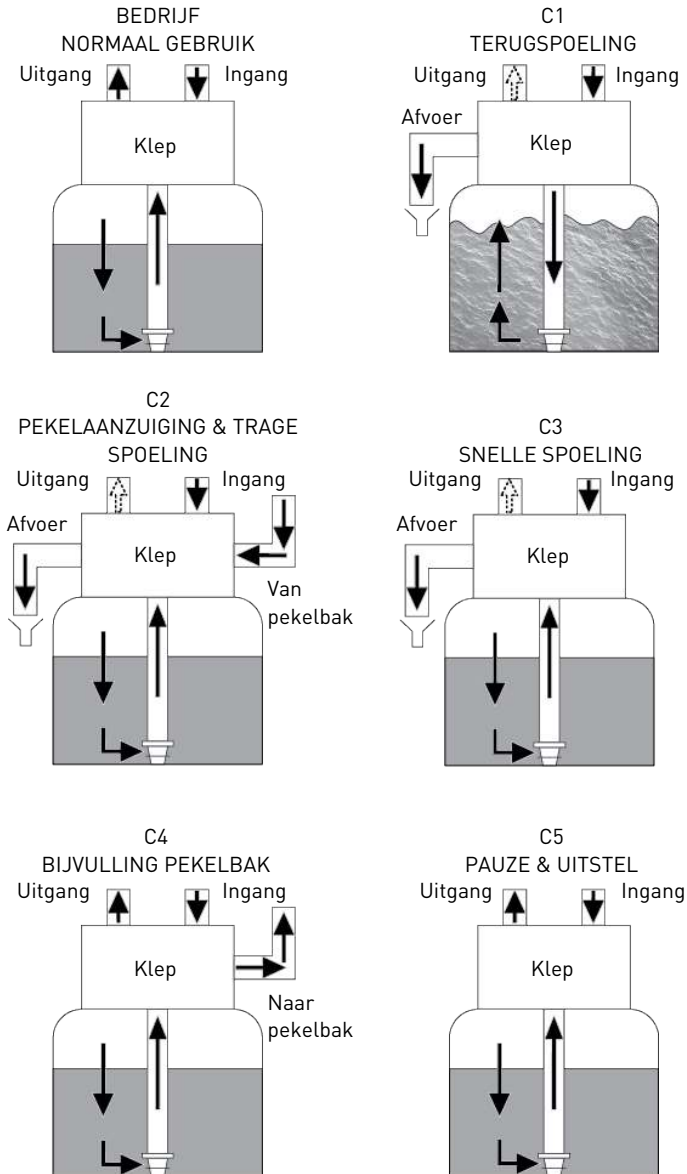 BEDRIJF
NORMAAL GEBRUIK
Uitgang Ingang
Klep
C1
TERUGSPOELING
Uitgang Ingang
Afvoer
Klep
C2
PEKELAANZUIGING & TRAGE
SPOELING
Uitgang Ingang
Afvoer
Klep
Van
pekelbak
C3
SNELLE SPOELING
Uitgang Ingang
Afvoer
Klep
C4
BIJVULLING PEKELBAK
Uitgang Ingang
Klep
Naar
pekelbak
C5
PAUZE & UITSTEL
Uitgang Ingang
Klep